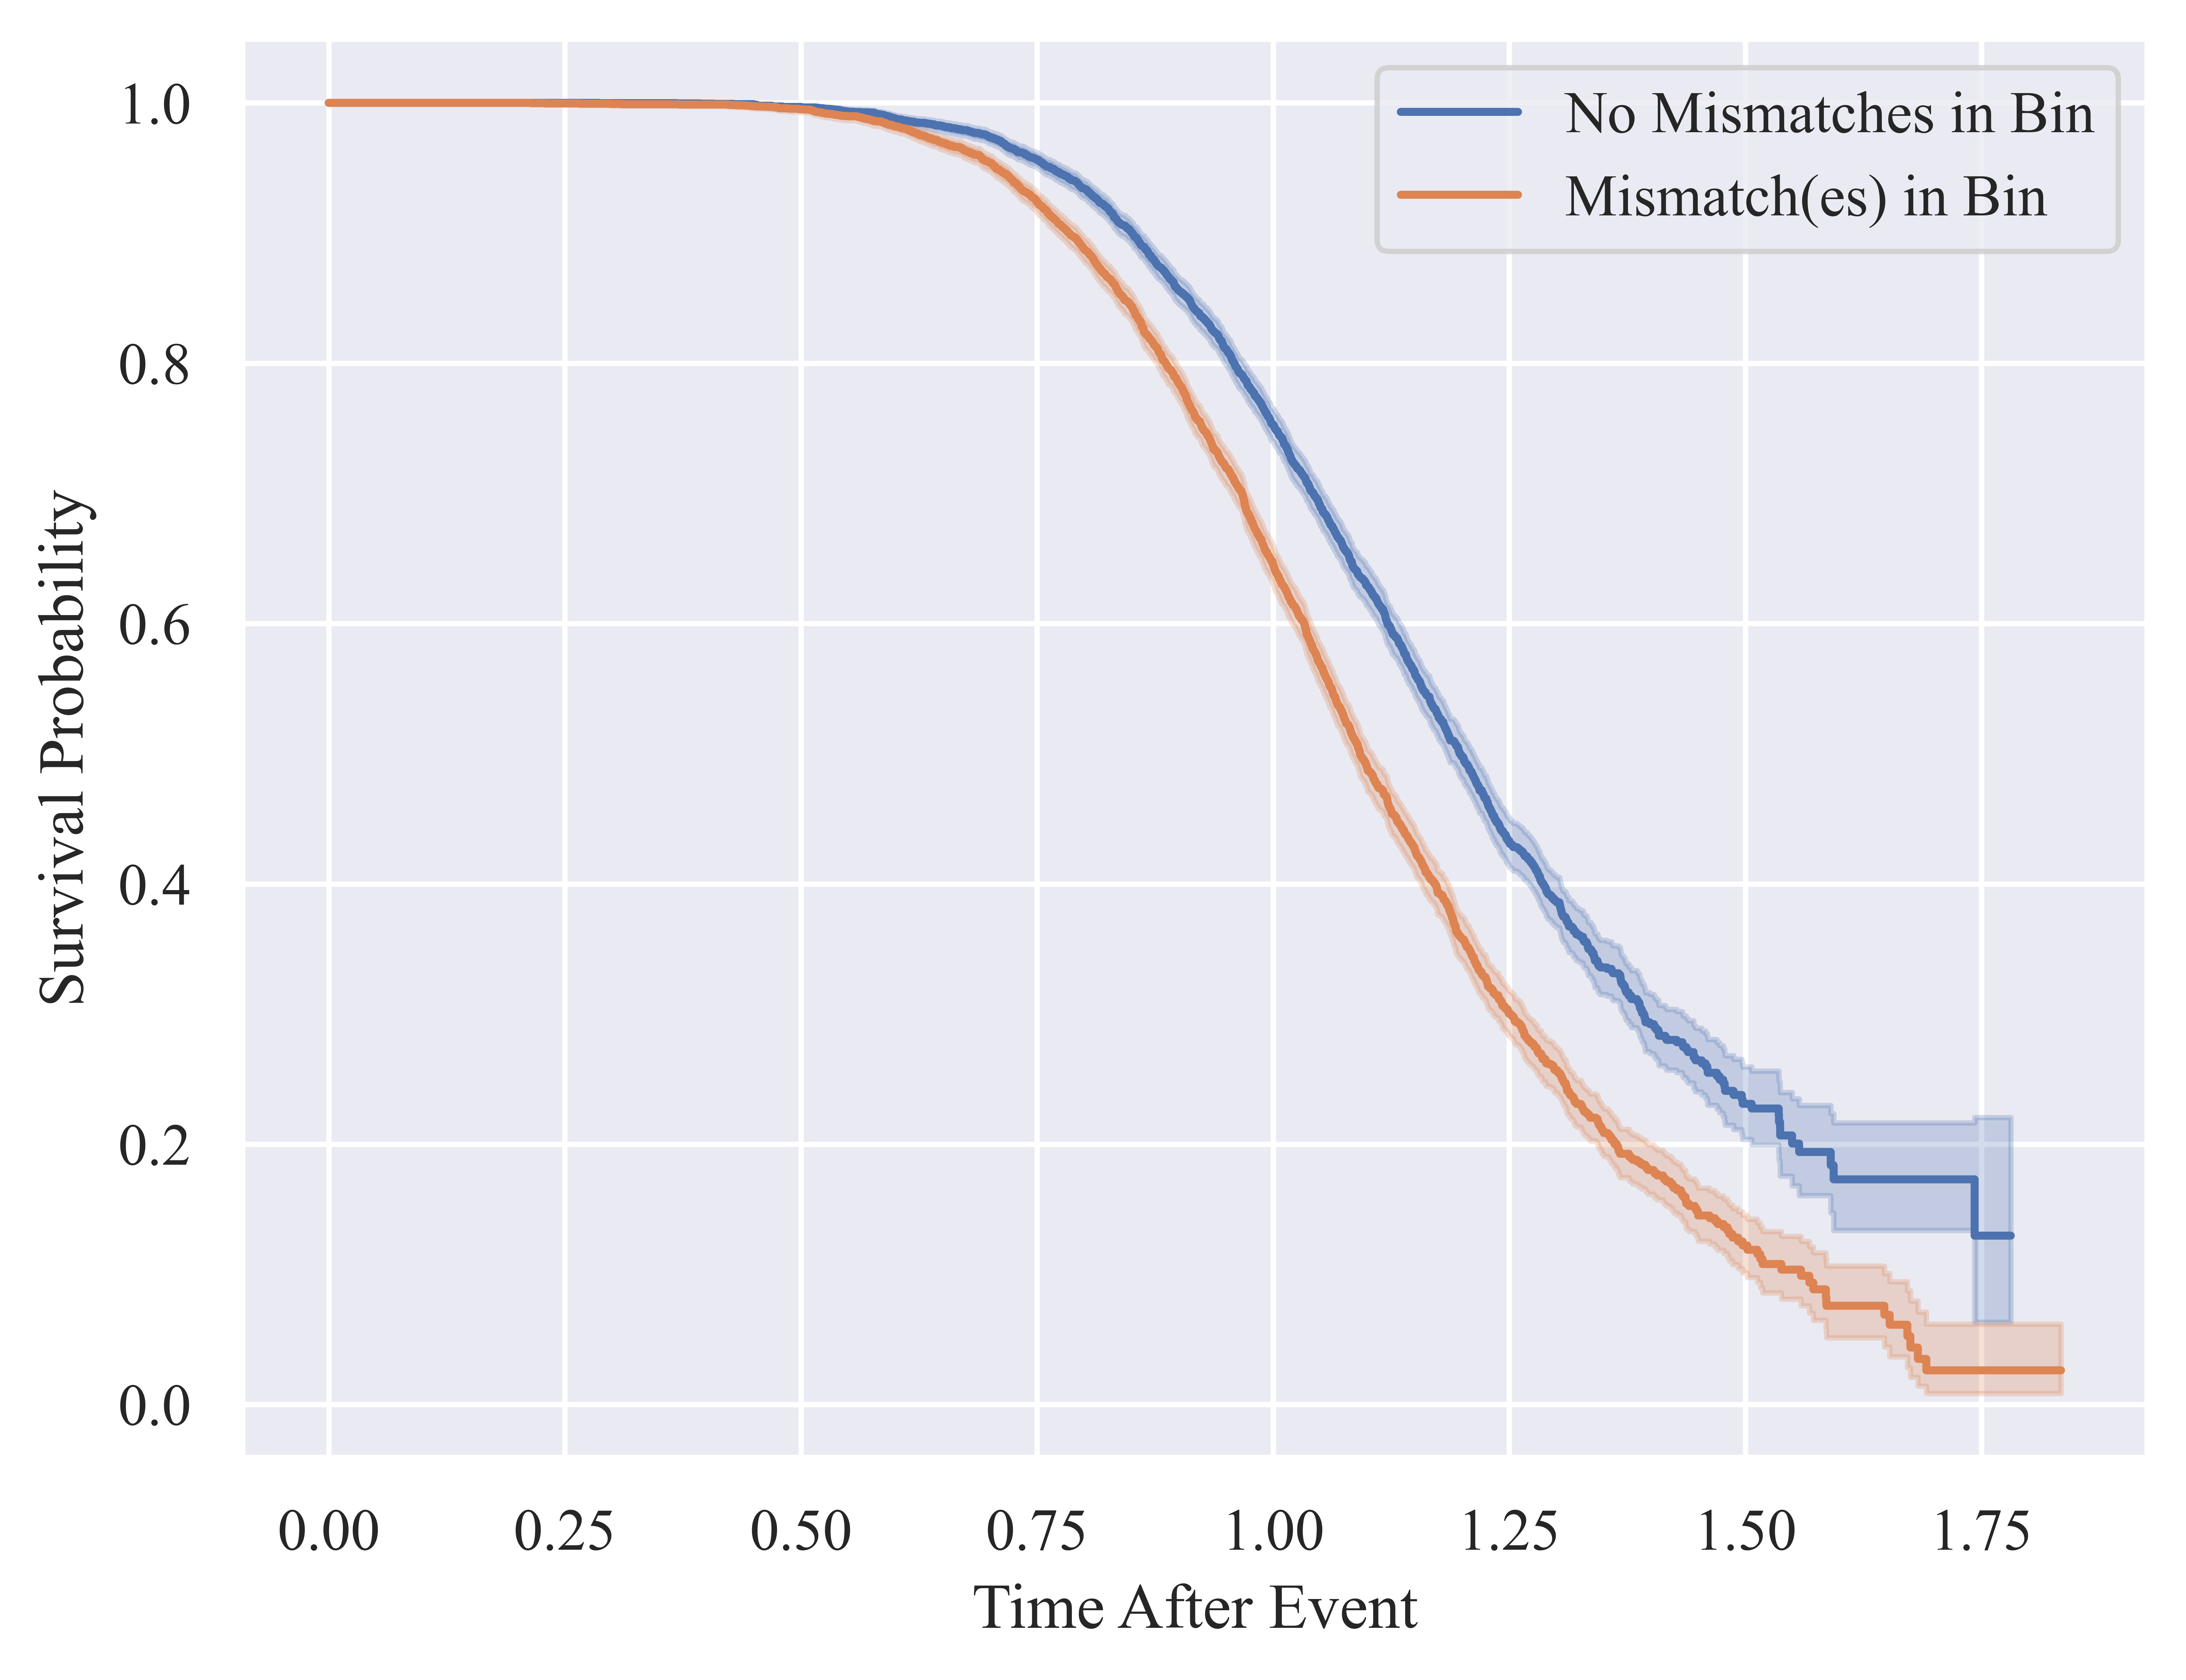 No Mismatches in Bin
Mismatch(es) in Bin
1.0
0.8
0.6
0.4
0.2
0.0
Survival Probability
0.00 0.25 0.50 0.75 1.00 1.25 1.50 1.75
Time After Event